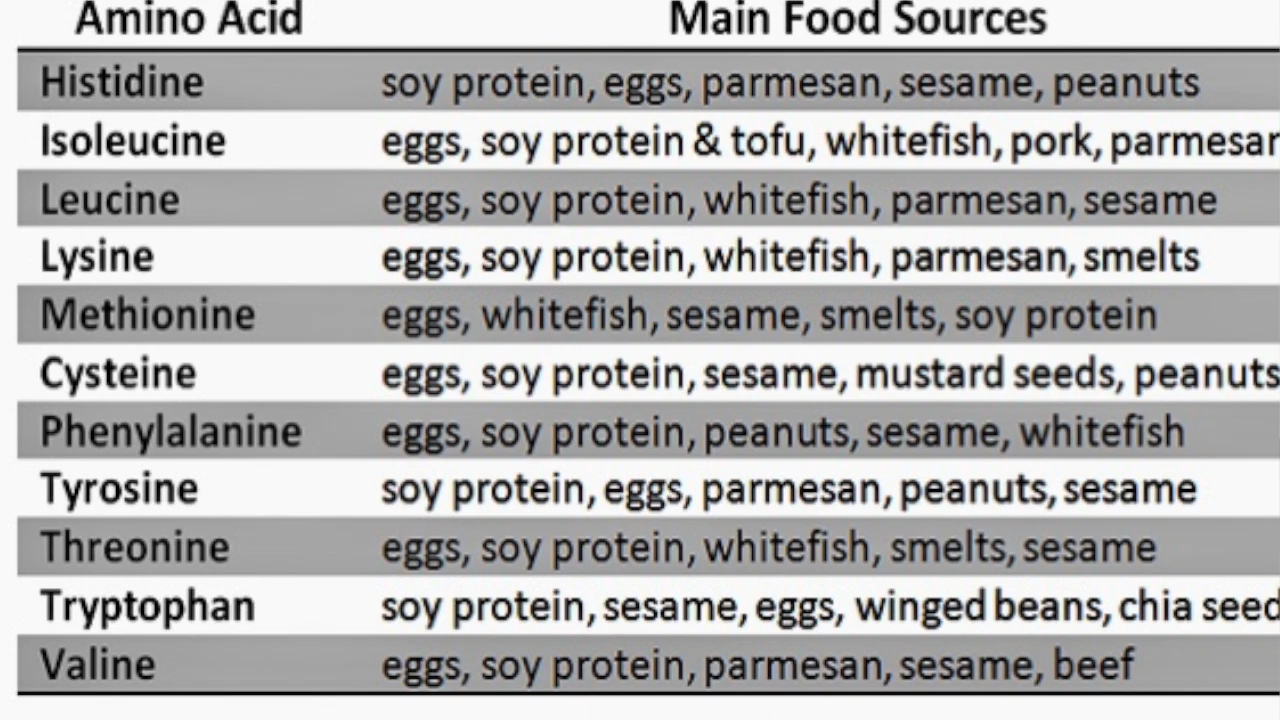 Amino Acid Main Food Sources
Histidine soy protein, eggs, parmesan, sesame, peanuts
Isoleucine eggs, soy protein & tofu, whitefish, pork, parmesan
Leucine eggs, soy protein, whitefish, parmesan, sesame
Lysine eggs, soy protein, whitefish, parmesan, smelts
Methionine eggs, whitefish, sesame, smelts, soy protein
Cysteine eggs, soy protein, sesame, mustard seeds, peanuts
Phenylalanine eggs, soy protein, peanuts, sesame, whitefish
Tyrosine soy protein, eggs, parmesan, peanuts, sesame
Threonine eggs, soy protein, whitefish, smelts, sesame
Tryptophan soy protein, sesame, eggs, winged beans, chia seed
Valine eggs, soy protein, parmesan, sesame, beef